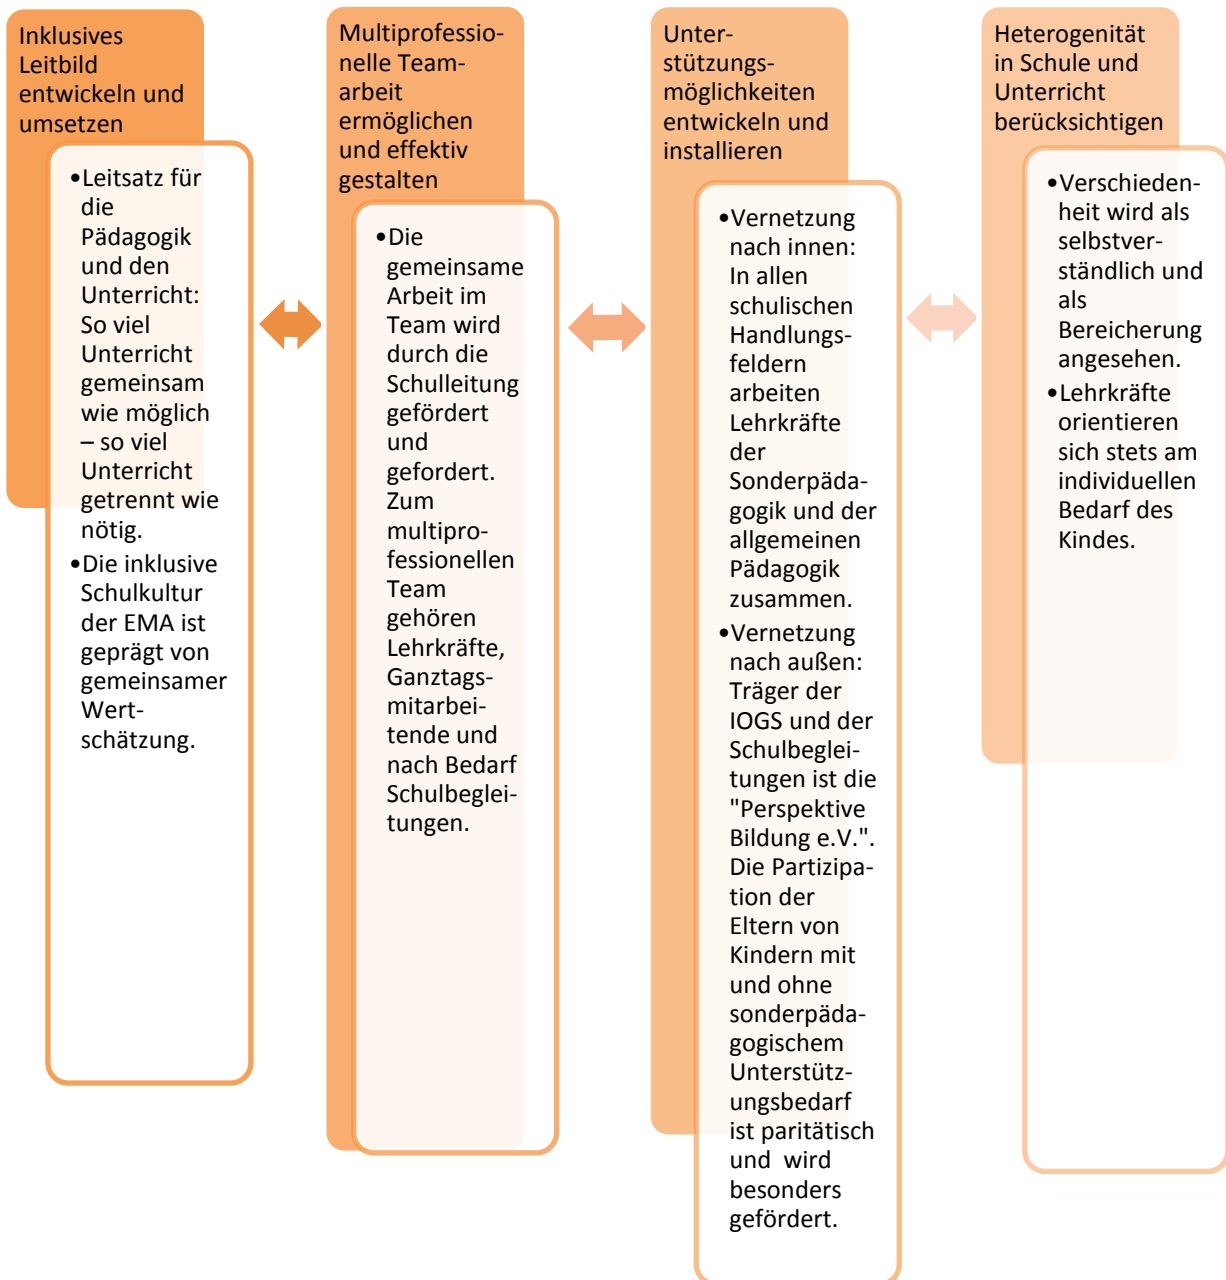 Inklusives
Leitbild
entwickeln und
umsetzen
•Leitsatz für
die
Pädagogik
und den
Unterricht:
So viel
Unterricht
gemeinsam
wie möglich
– so viel
Unterricht
getrennt wie
nötig.
•Die inklusive
Schulkultur
der EMA ist
geprägt von
gemeinsamer
Wert-
schätzung.
Multiprofessio-
nelle Team-
arbeit
ermöglichen
und effektiv
gestalten
•Die
gemeinsame
Arbeit im
Team wird
durch die
Schulleitung
gefördert
und
gefordert.
Zum
multipro-
fessionellen
Team
gehören
Lehrkräfte,
Ganztags-
mitarbei-
tende und
nach Bedarf
Schulbeglei-
tungen.
Unter-
stützungs-
möglichkeiten
entwickeln und
installieren
•Vernetzung
nach innen:
In allen
schulischen
Handlungs-
feldern
arbeiten
Lehrkräfte
der
Sonderpäda-
gogik und der
allgemeinen
Pädagogik
zusammen.
•Vernetzung
nach außen:
Träger der
IOGS und der
Schulbeglei-
tungen ist die
"Perspektive
Bildung e.V.".
Die Partizipa-
tion der
Eltern von
Kindern mit
und ohne
sonderpäda-
gogischem
Unterstütz-
ungsbedarf
ist paritätisch
und  wird
besonders
gefördert.
Heterogenität
in Schule und
Unterricht
berücksichtigen
•Verschieden-
heit wird als
selbstver-
ständlich und
als
Bereicherung
angesehen.
•Lehrkräfte
orientieren
sich stets am
individuellen
Bedarf des
Kindes.